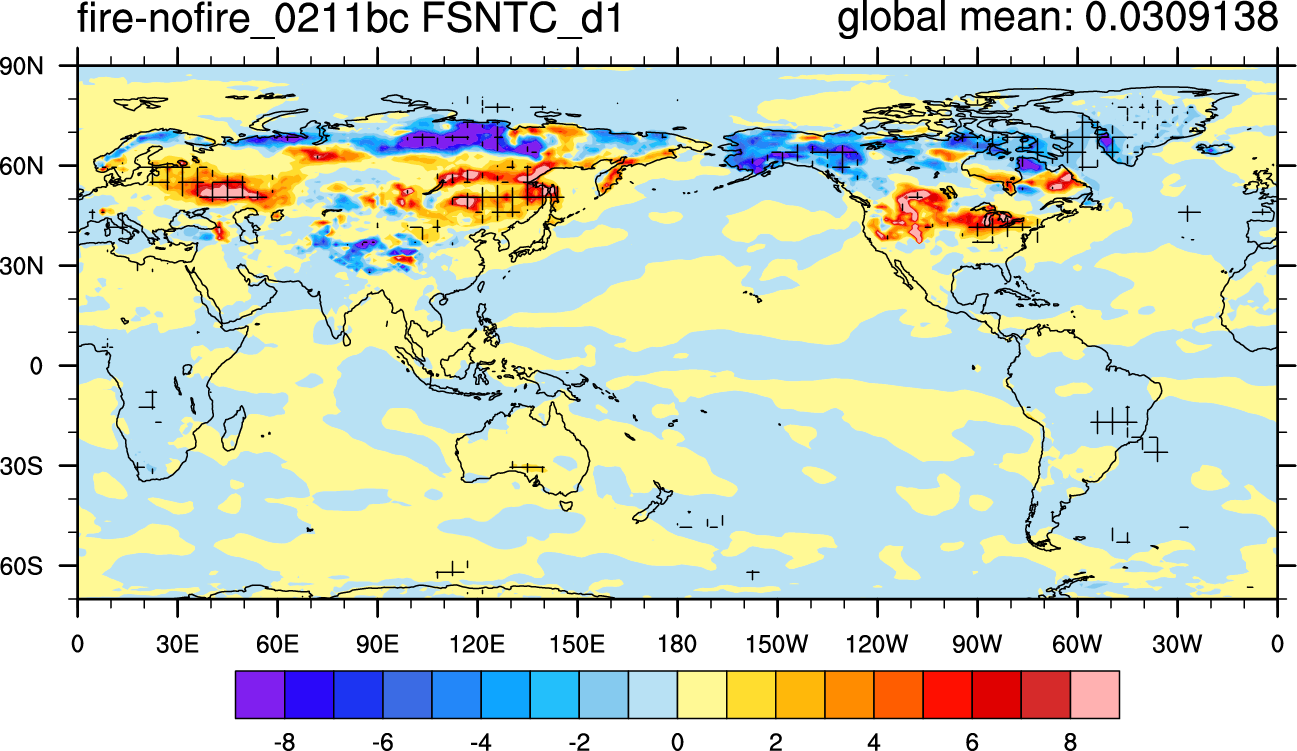 fire-nofire_0211bc FSNTC_d1 global mean: 0.0309138
90N
60N
30N
0
30S
60S
0 30E 60E 90E 120E 150E 180 150W 120W 90W 60W 30W 0
-8 -6 -4 -2 0 2 4 6 8